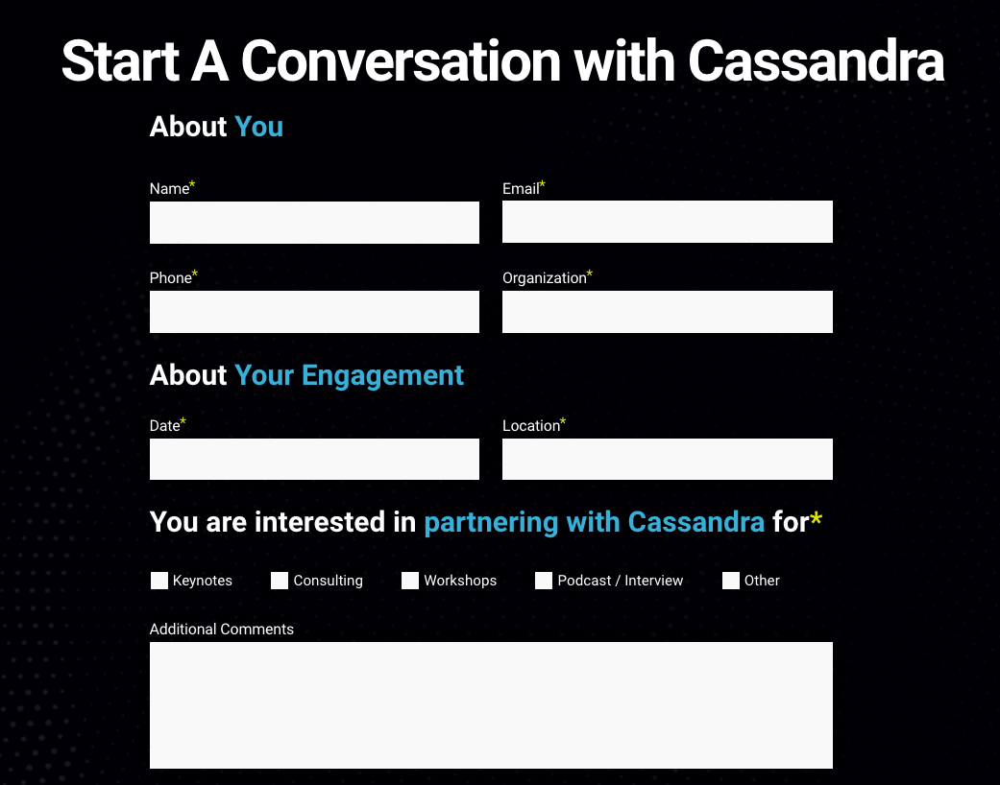 Start A Conversation with Cassandra
About You
Name* Email*
Phone* Organization*
About Your Engagement
Date* Location*
You are interested in partnering with Cassandra for*
Keynotes Consulting Workshops Podcast / Interview Other
Additional Comments